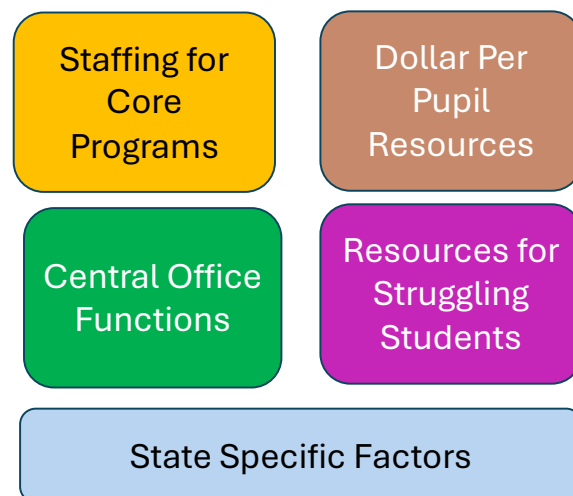 Staffing for
Core
Programs
Dollar Per
Pupil
Resources
Central Office
Functions
Resources for
Struggling
Students
State Specific Factors